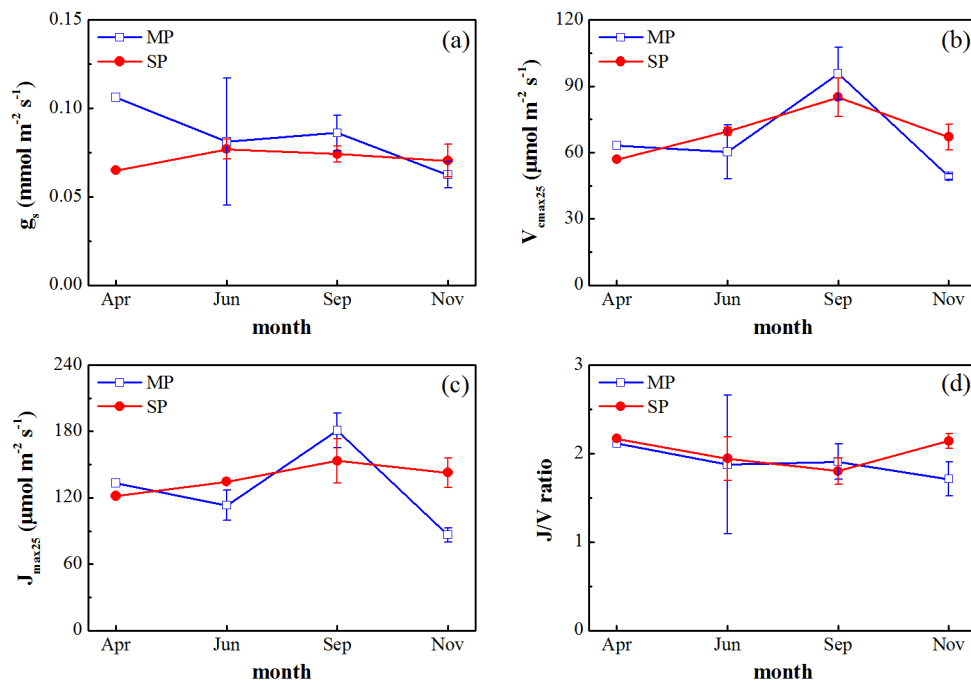 0.15
0.10
0.05
0.00
g_s (mmol m⁻² s⁻¹)
MP
SP
(a)
Apr Jun Sep Nov
month
120
90
60
30
0
V_cmax25 (μmol m⁻² s⁻¹)
MP
SP
(b)
Apr Jun Sep Nov
month
240
180
120
60
0
J_max25 (μmol m⁻² s⁻¹)
MP
SP
(c)
Apr Jun Sep Nov
month
3
2
1
0
J/V ratio
MP
SP
(d)
Apr Jun Sep Nov
month